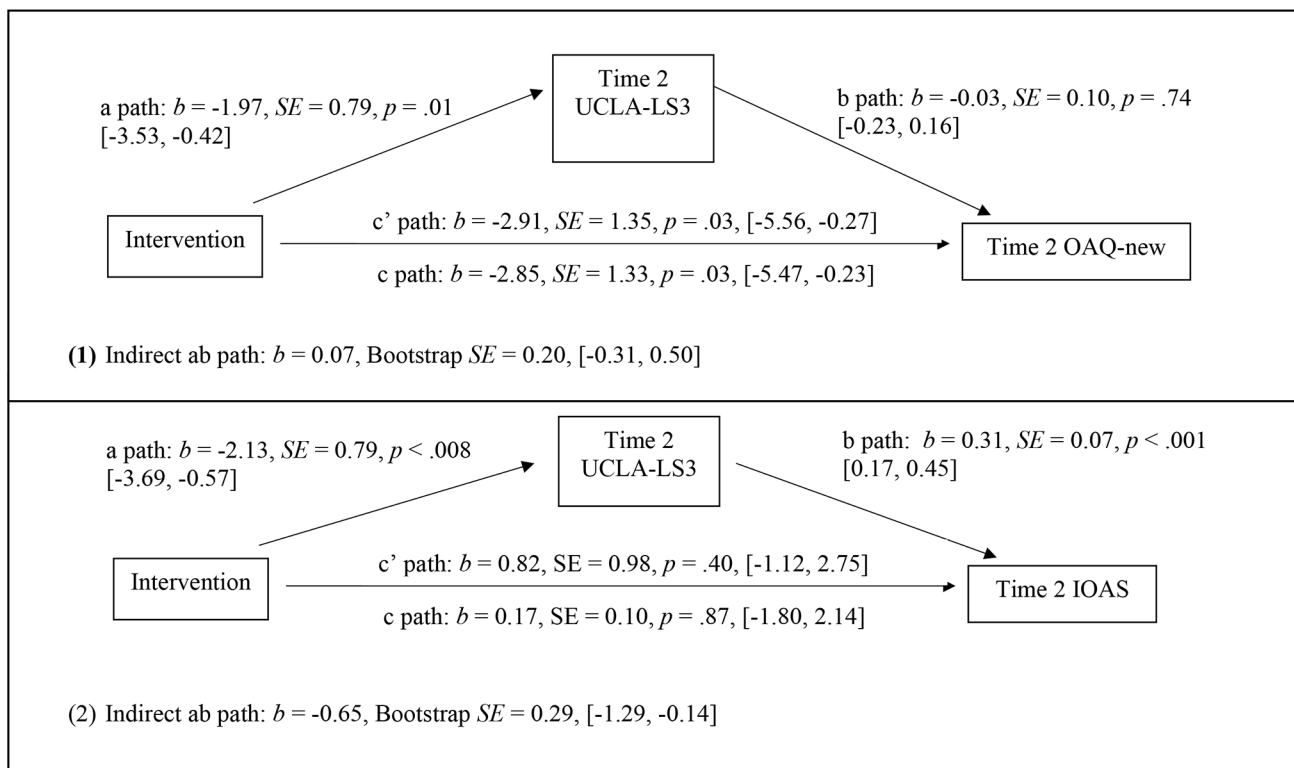 Time 2
UCLA-LS3
a path: b = -1.97, SE = 0.79, p = .01
[-3.53, -0.42]
b path: b = -0.03, SE = 0.10, p = .74
[-0.23, 0.16]
Intervention
c’ path: b = -2.91, SE = 1.35, p = .03, [-5.56, -0.27]
c path: b = -2.85, SE = 1.33, p = .03, [-5.47, -0.23]
Time 2 OAQ-new
(1) Indirect ab path: b = 0.07, Bootstrap SE = 0.20, [-0.31, 0.50]
Time 2
UCLA-LS3
a path: b = -2.13, SE = 0.79, p < .008
[-3.69, -0.57]
b path: b = 0.31, SE = 0.07, p < .001
[0.17, 0.45]
Intervention
c’ path: b = 0.82, SE = 0.98, p = .40, [-1.12, 2.75]
c path: b = 0.17, SE = 0.10, p = .87, [-1.80, 2.14]
Time 2 IOAS
(2) Indirect ab path: b = -0.65, Bootstrap SE = 0.29, [-1.29, -0.14]